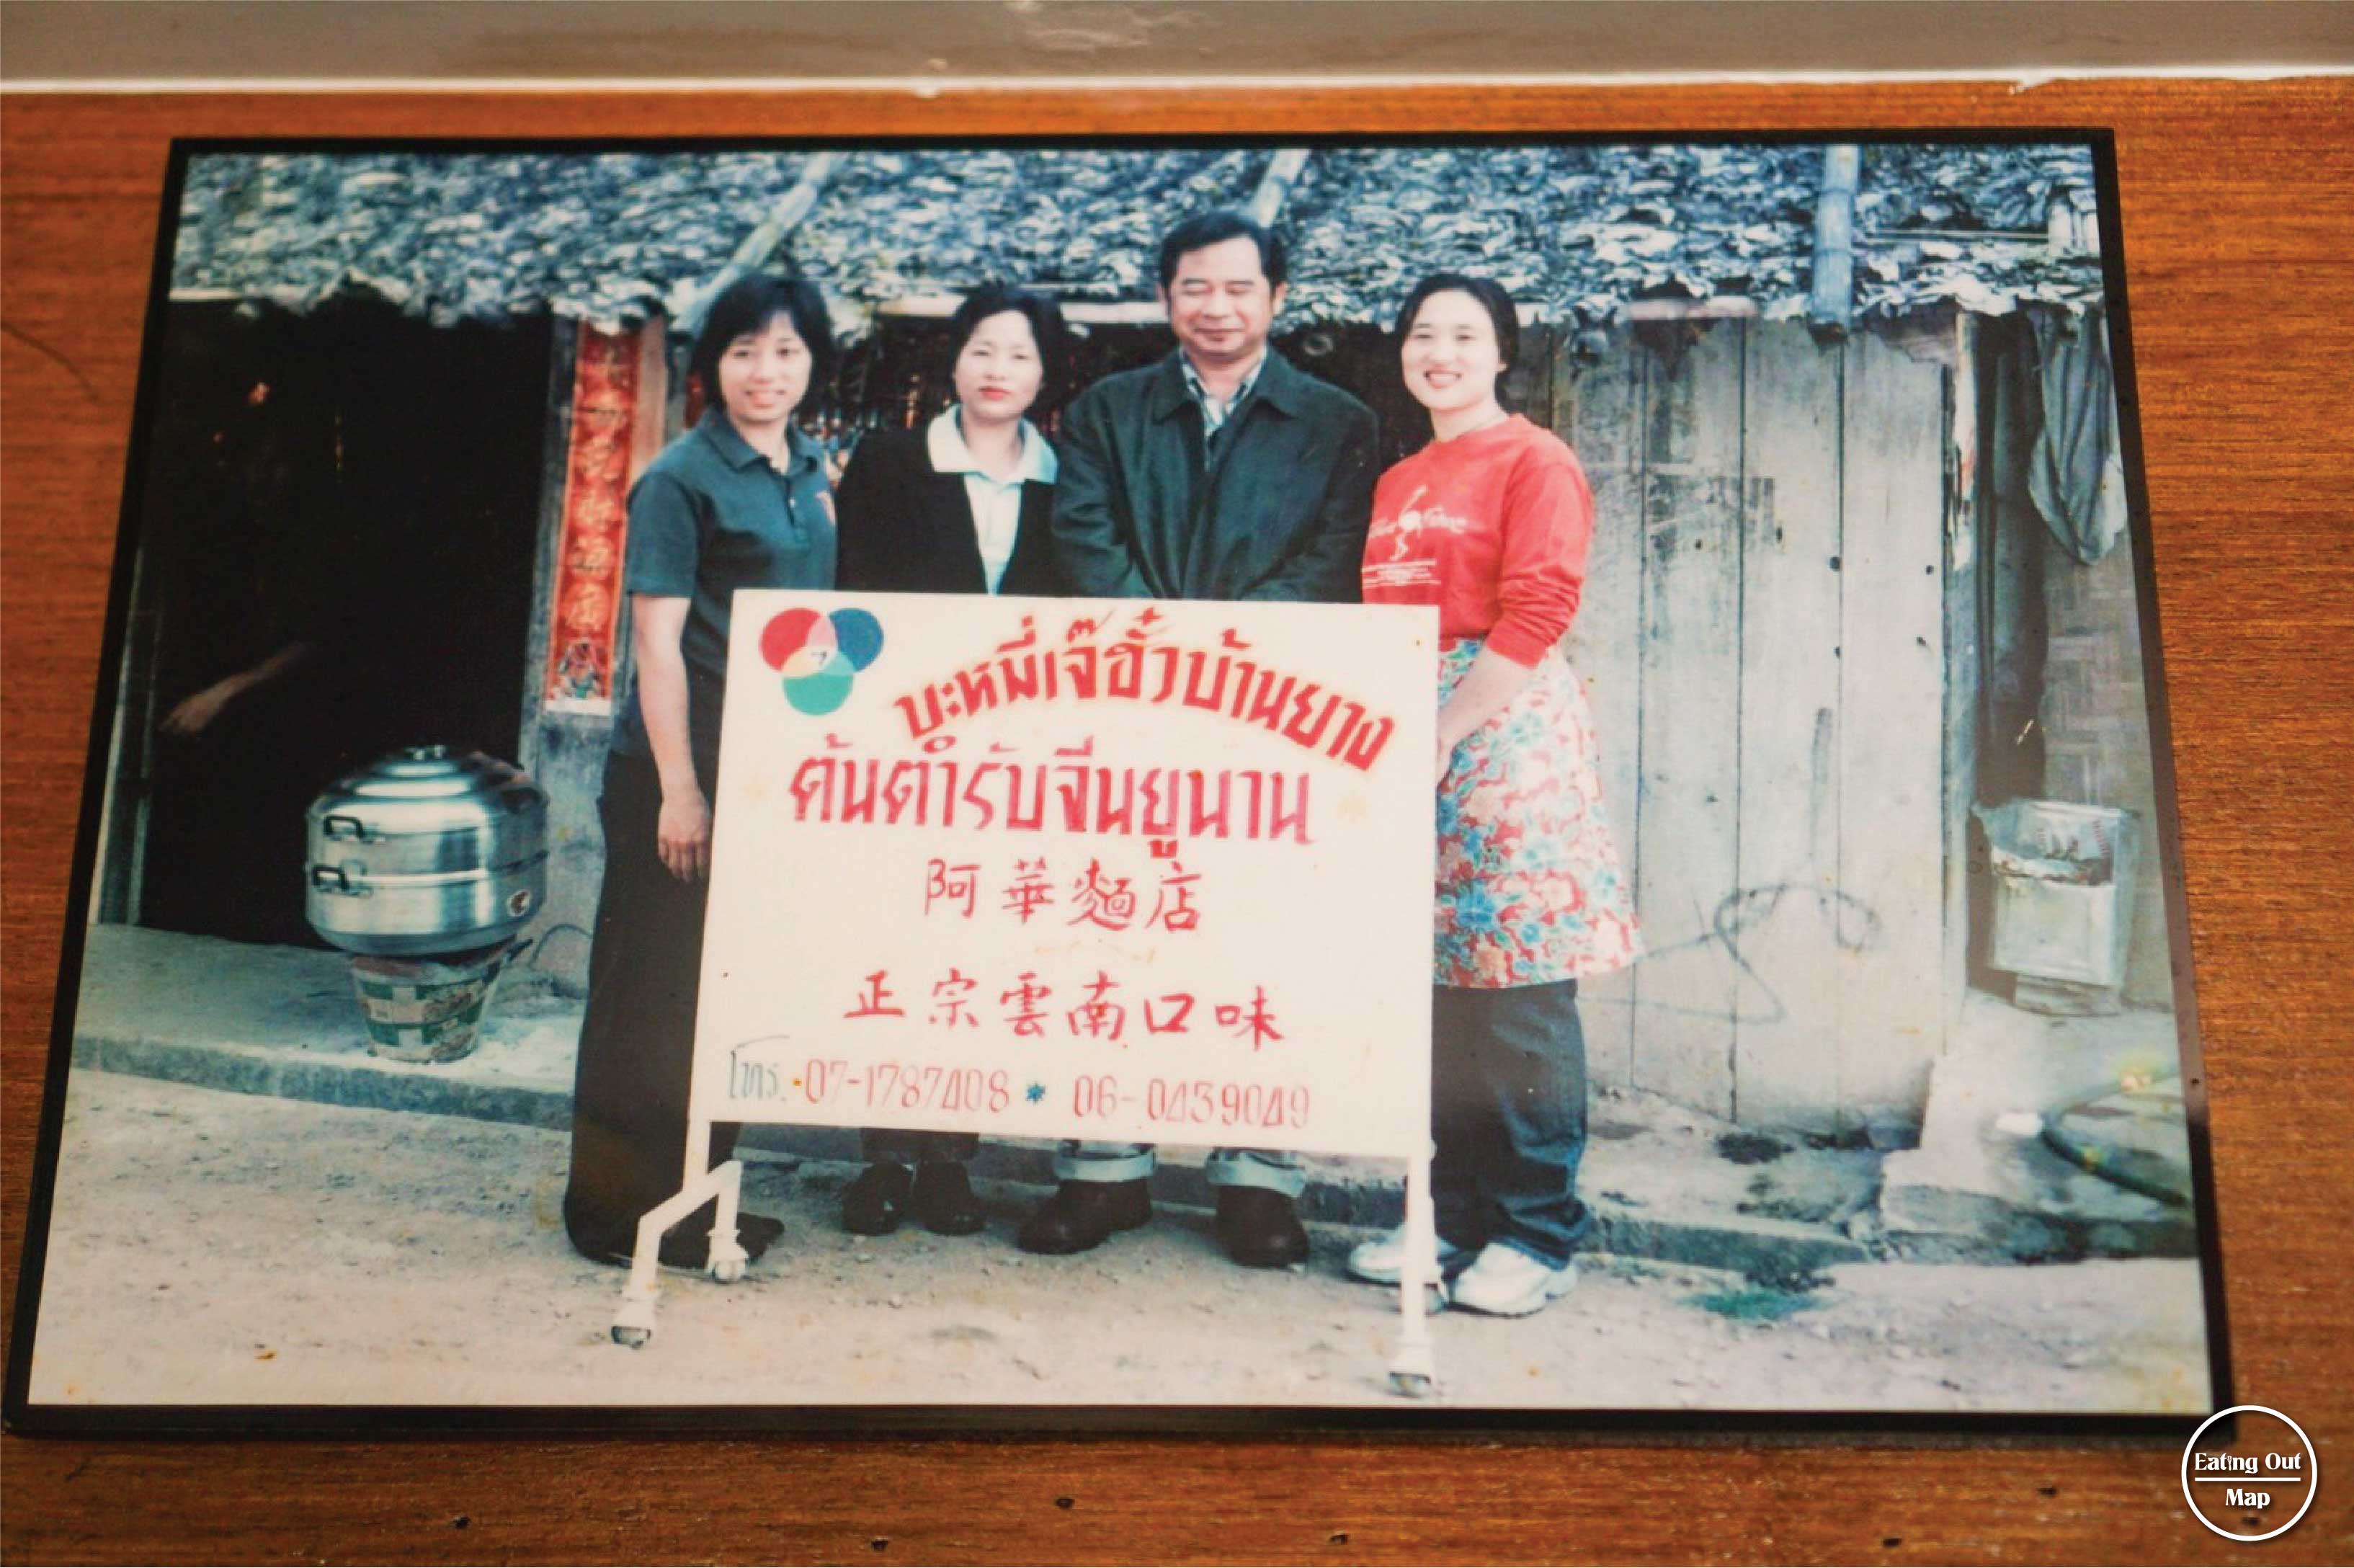 7
บะหมี่เจ๊ฮั้วบ้านยาง
ต้นตำรับจีนยูนาน
阿華麵店
正宗雲南口味
โทร. 07-1787408 * 06-0439049
Eating Out
Map